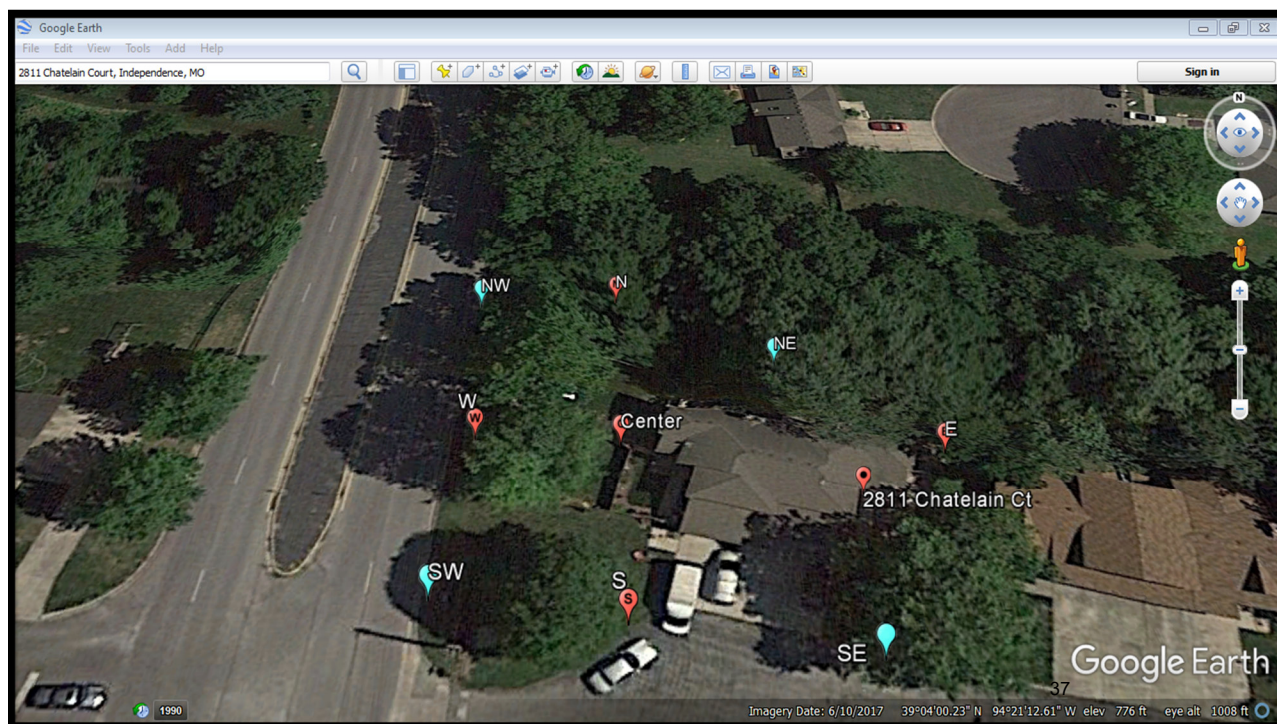 Google Earth
File Edit View Tools Add Help
2811 Chatelain Court, Independence, MO
Sign in
N
NW
N
NE
W
W
Center
E
2811 Chatelain Ct
SW
S
S
SE
Google Earth
37
1990
Imagery Date: 6/10/2017 39°04'00.23" N 94°21'12.61" W elev 776 ft eye alt 1008 ft